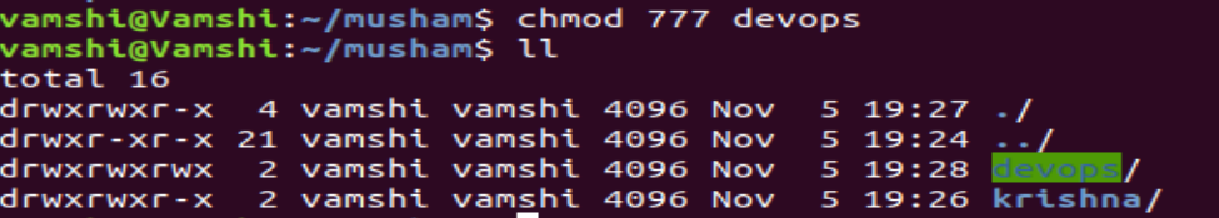 vamshi@Vamshi:~/musham$ chmod 777 devops
vamshi@Vamshi:~/musham$ ll
total 16
drwxrwxr-x  4 vamshi vamshi 4096 Nov  5 19:27 ./
drwxr-xr-x 21 vamshi vamshi 4096 Nov  5 19:24 ../
drwxrwxrwx  2 vamshi vamshi 4096 Nov  5 19:28 devops/
drwxrwxr-x  2 vamshi vamshi 4096 Nov  5 19:26 krishna/